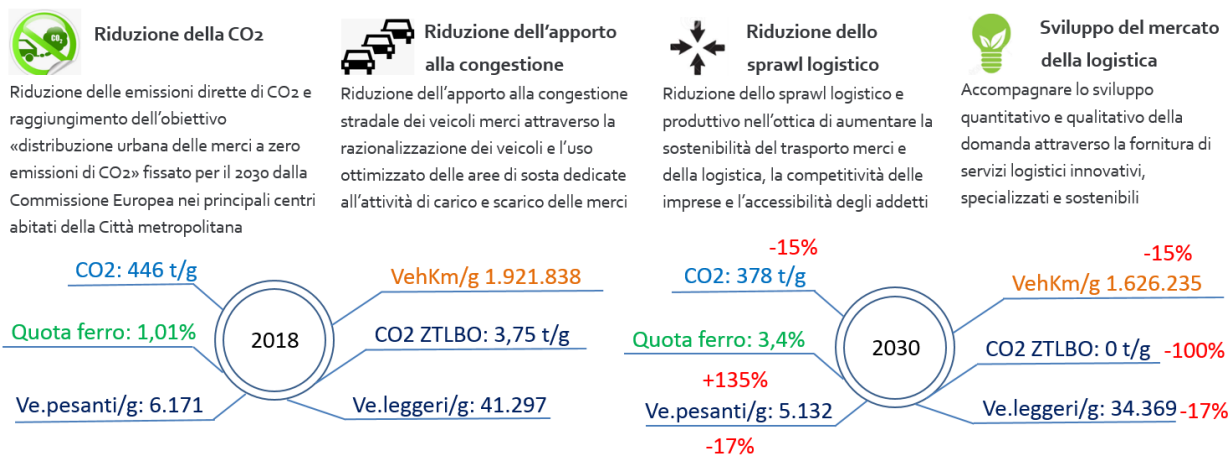 CO₂
Riduzione della CO2
Riduzione delle emissioni dirette di CO2 e
raggiungimento dell'obiettivo
«distribuzione urbana delle merci a zero
emissioni di CO2» fissato per il 2030 dalla
Commissione Europea nei principali centri
abitati della Città metropolitana
Riduzione dell'apporto
alla congestione
Riduzione dell'apporto alla congestione
stradale dei veicoli merci attraverso la
razionalizzazione dei veicoli e l'uso
ottimizzato delle aree di sosta dedicate
all'attività di carico e scarico delle merci
Riduzione dello
sprawl logistico
Riduzione dello sprawl logistico e
produttivo nell'ottica di aumentare la
sostenibilità del trasporto merci e
della logistica, la competitività delle
imprese e l'accessibilità degli addetti
Sviluppo del mercato
della logistica
Accompagnare lo sviluppo
quantitativo e qualitativo della
domanda attraverso la fornitura di
servizi logistici innovativi,
specializzati e sostenibili
CO2: 446 t/g
Quota ferro: 1,01%
Ve.pesanti/g: 6.171
2018
VehKm/g 1.921.838
CO2 ZTLBO: 3,75 t/g
Ve.leggeri/g: 41.297
-15%
CO2: 378 t/g
Quota ferro: 3,4%
+135%
Ve.pesanti/g: 5.132
-17%
2030
-15%
VehKm/g 1.626.235
CO2 ZTLBO: 0 t/g -100%
Ve.leggeri/g: 34.369 -17%